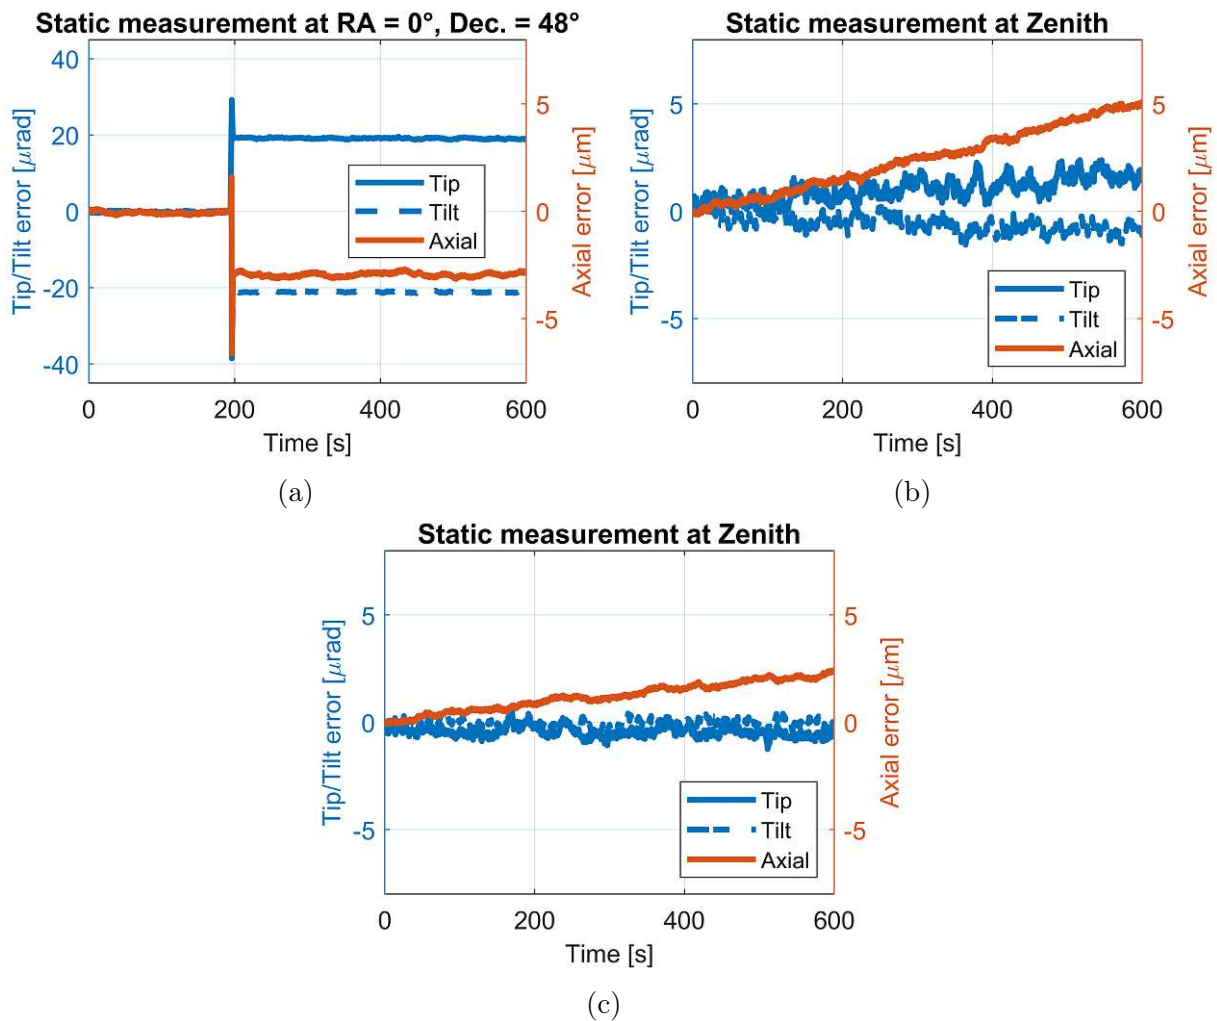 Static measurement at RA = 0°, Dec. = 48°
40
20
0
-20
-40
Tip/Tilt error [μrad]
5
0
-5
Axial error [μm]
Tip
Tilt
Axial
0
200
400
600
Time [s]
(a)
Static measurement at Zenith
5
0
-5
Tip/Tilt error [μrad]
5
0
-5
Axial error [μm]
Tip
Tilt
Axial
0
200
400
600
Time [s]
(b)
Static measurement at Zenith
5
0
-5
Tip/Tilt error [μrad]
5
0
-5
Axial error [μm]
Tip
Tilt
Axial
0
200
400
600
Time [s]
(c)